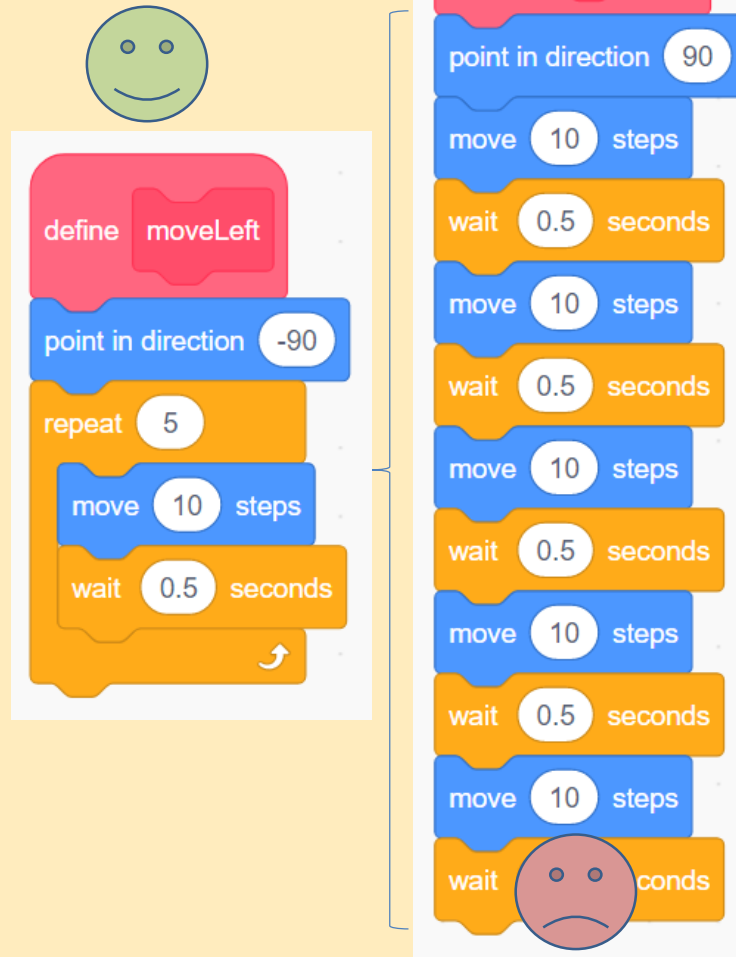 define moveLeft
point in direction -90
repeat 5
move 10 steps
wait 0.5 seconds
point in direction 90
move 10 steps
wait 0.5 seconds
move 10 steps
wait 0.5 seconds
move 10 steps
wait 0.5 seconds
move 10 steps
wait 0.5 seconds
move 10 steps
wait conds